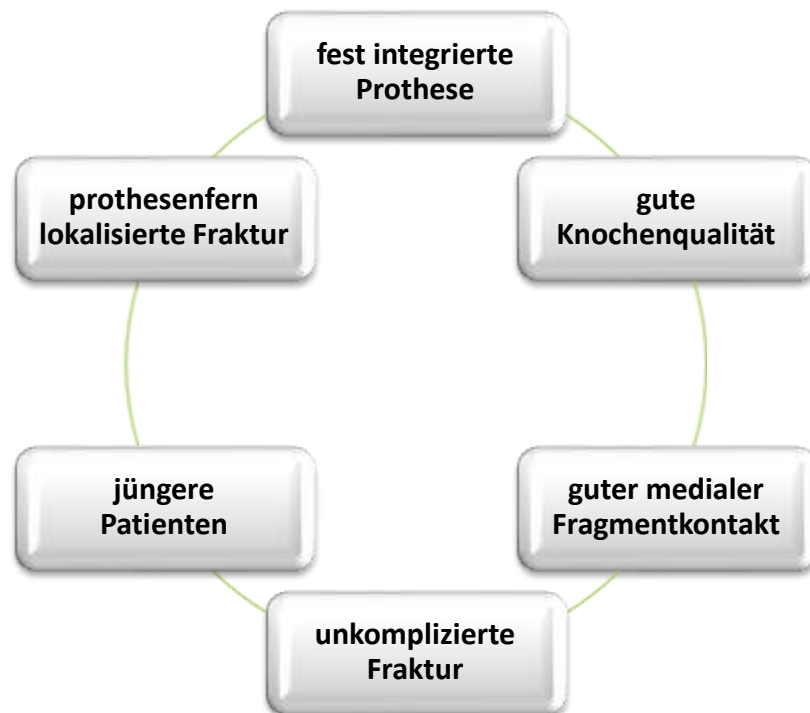 fest integrierte
Prothese
gute
Knochenqualität
guter medialer
Fragmentkontakt
unkomplizierte
Fraktur
jüngere
Patienten
prothesenfern
lokalisierte Fraktur